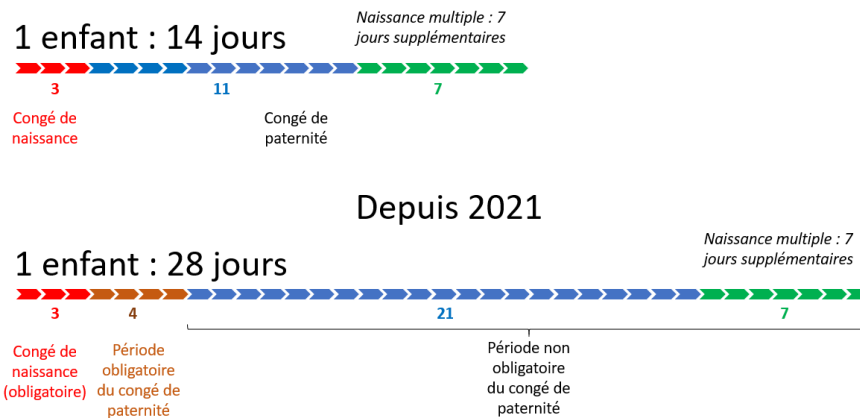 Naissance multiple : 7
jours supplémentaires
1 enfant : 14 jours
3
11
7
Congé de
naissance
Congé de
paternité
Depuis 2021
Naissance multiple : 7
jours supplémentaires
1 enfant : 28 jours
3
4
21
7
Congé de
naissance
(obligatoire)
Période
obligatoire
du congé de
paternité
Période non
obligatoire
du congé de
paternité